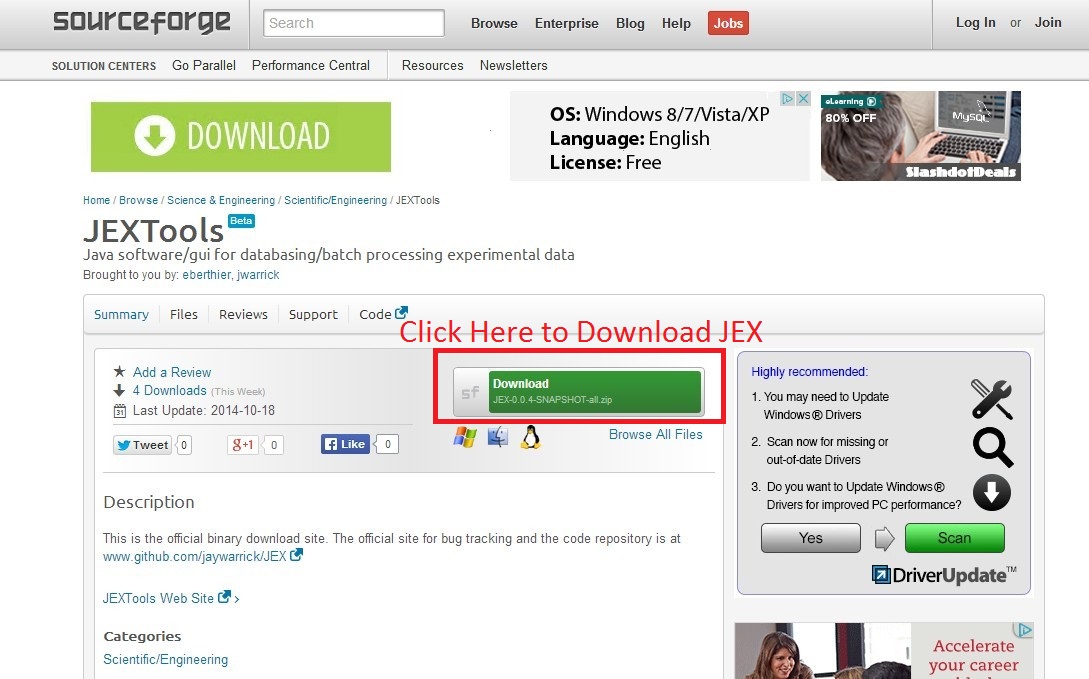 sourceforge
Search
Browse Enterprise Blog Help Jobs
Log In or Join
SOLUTION CENTERS Go Parallel Performance Central Resources Newsletters
DOWNLOAD
OS: Windows 8/7/Vista/XP
Language: English
License: Free
eLearning
80% OFF
MySQL
SlashdotDeals
Home / Browse / Science & Engineering / Scientific/Engineering / JEXTools
JEXTools Beta
Java software/gui for databasing/batch processing experimental data
Brought to you by: eberthier, jwarrick
Summary Files Reviews Support Code
Click Here to Download JEX
Add a Review
4 Downloads (This Week)
31 Last Update: 2014-10-18
Tweet 0
g+1 0
Like 0
sf
Download
JEX-0.0.4-SNAPSHOT-all.zip
Browse All Files
Description
This is the official binary download site. The official site for bug tracking and the code repository is at
www.github.com/jaywarrick/JEX
JEXTools Web Site ›
Categories
Scientific/Engineering
Highly recommended:
1. You may need to Update
Windows® Drivers
2. Scan now for missing or
out-of-date Drivers
3. Do you want to Update Windows®
Drivers for improved PC performance?
Yes
Scan
DriverUpdate™
Accelerate
your career